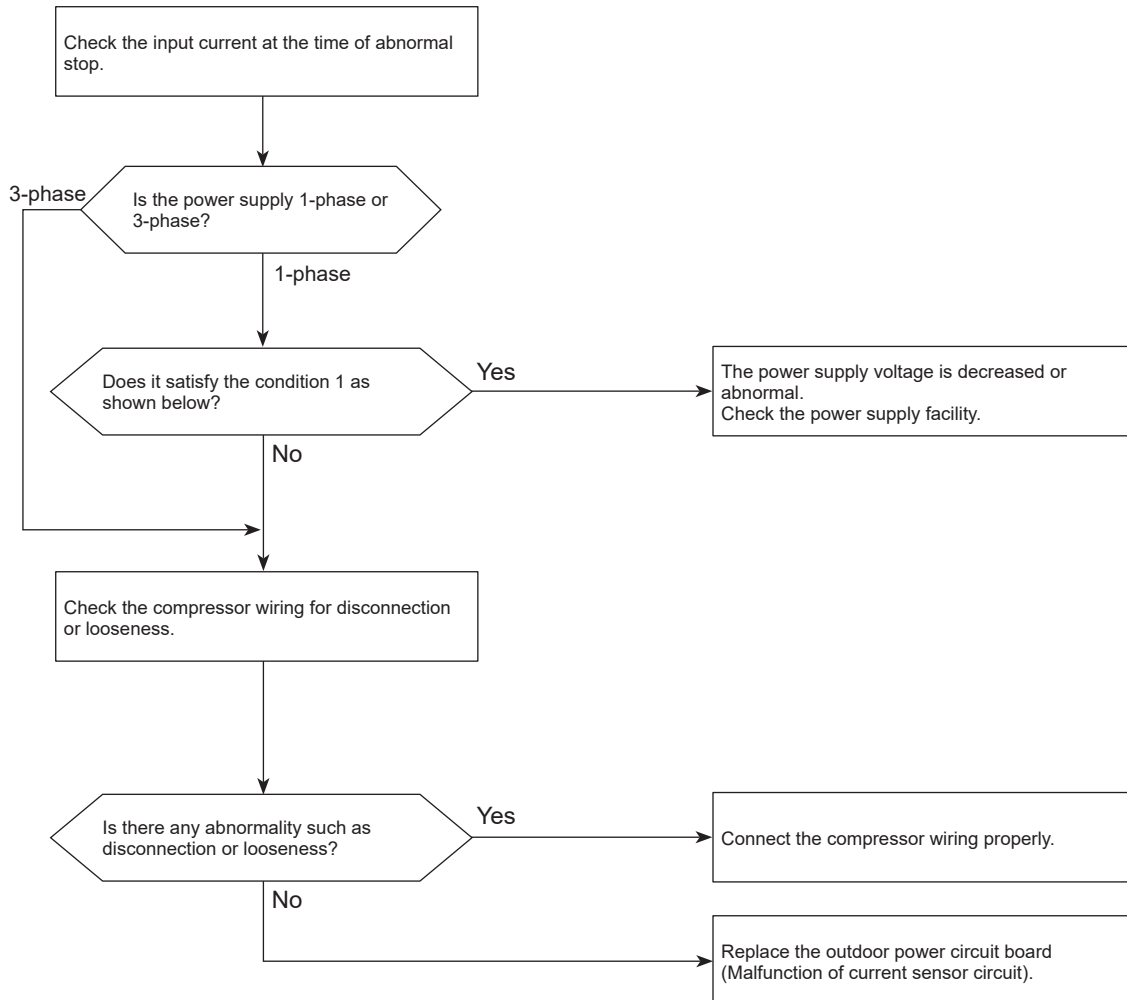 Check the input current at the time of abnormal
stop.
3-phase
Is the power supply 1-phase or
3-phase?
1-phase
Does it satisfy the condition 1 as
shown below?
Yes
The power supply voltage is decreased or
abnormal.
Check the power supply facility.
No
Check the compressor wiring for disconnection
or looseness.
Is there any abnormality such as
disconnection or looseness?
Yes
Connect the compressor wiring properly.
No
Replace the outdoor power circuit board
(Malfunction of current sensor circuit).